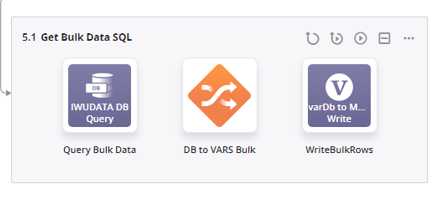 5.1 Get Bulk Data SQL
DB
IWUDATA DB
Query
V
varDb to M...
Write
Query Bulk Data
DB to VARS Bulk
WriteBulkRows